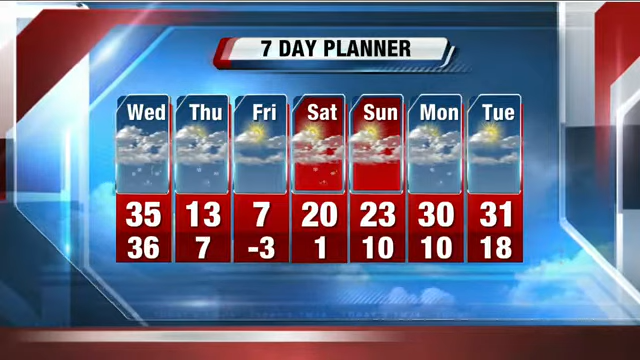 7 DAY PLANNER
Wed Thu Fri Sat Sun Mon Tue
35 13 7 20 23 30 31
36 7 -3 1 10 10 18